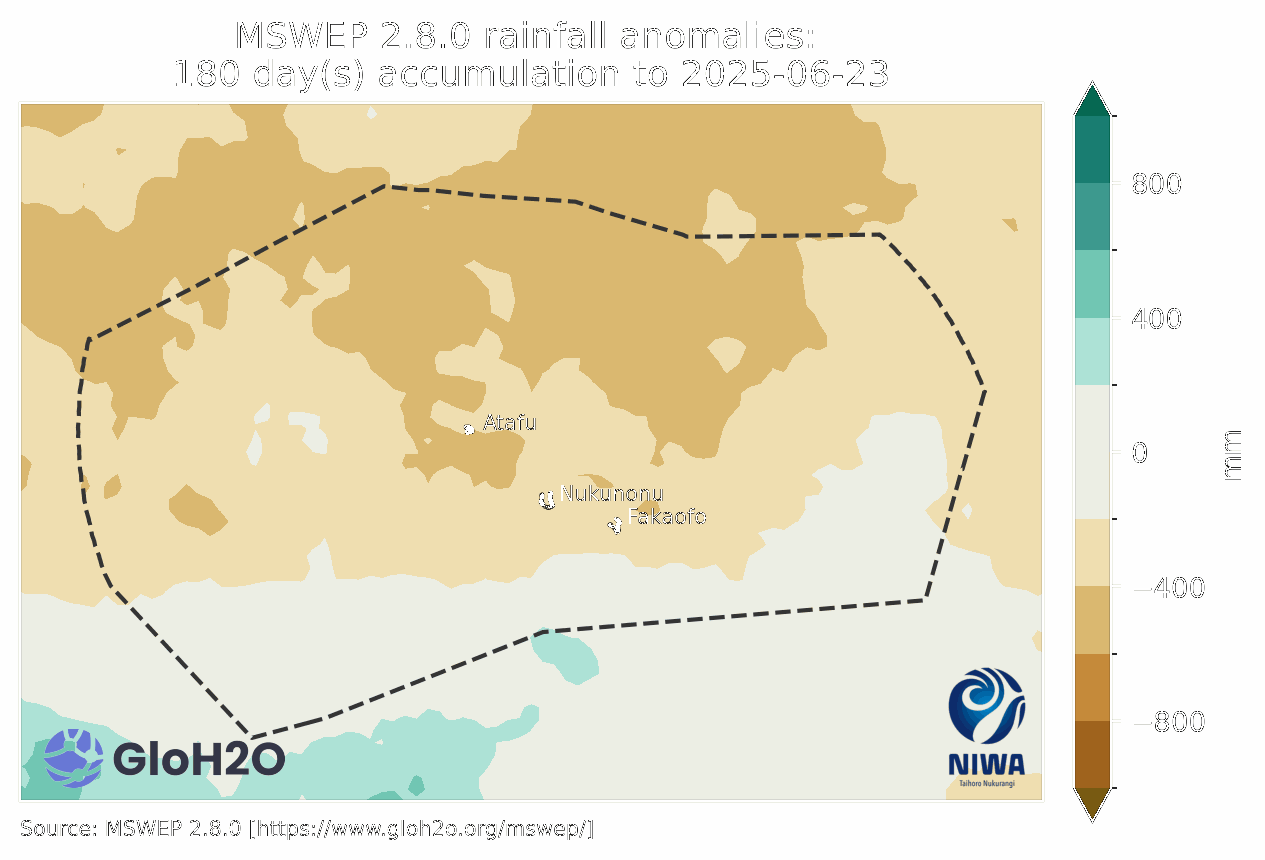 MSWEP 2.8.0 rainfall anomalies:
180 day(s) accumulation to 2025-06-23
800
400
0
−400
−800
mm
Atafu
Nukunonu
Fakaofo
GloH2O
NIWA
Taihoro Nukurangi
Source: MSWEP 2.8.0 [https://www.gloh2o.org/mswep/]